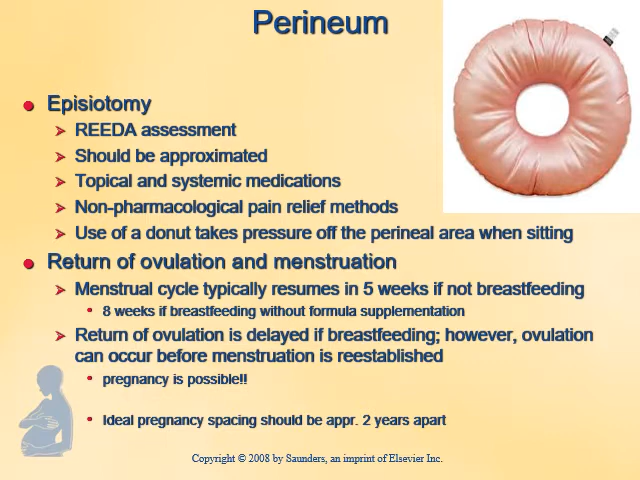 Perineum
Episiotomy
REEDA assessment
Should be approximated
Topical and systemic medications
Non-pharmacological pain relief methods
Use of a donut takes pressure off the perineal area when sitting
Return of ovulation and menstruation
Menstrual cycle typically resumes in 5 weeks if not breastfeeding
8 weeks if breastfeeding without formula supplementation
Return of ovulation is delayed if breastfeeding; however, ovulation
can occur before menstruation is reestablished
pregnancy is possible!!
Ideal pregnancy spacing should be appr. 2 years apart
Copyright © 2008 by Saunders, an imprint of Elsevier Inc.